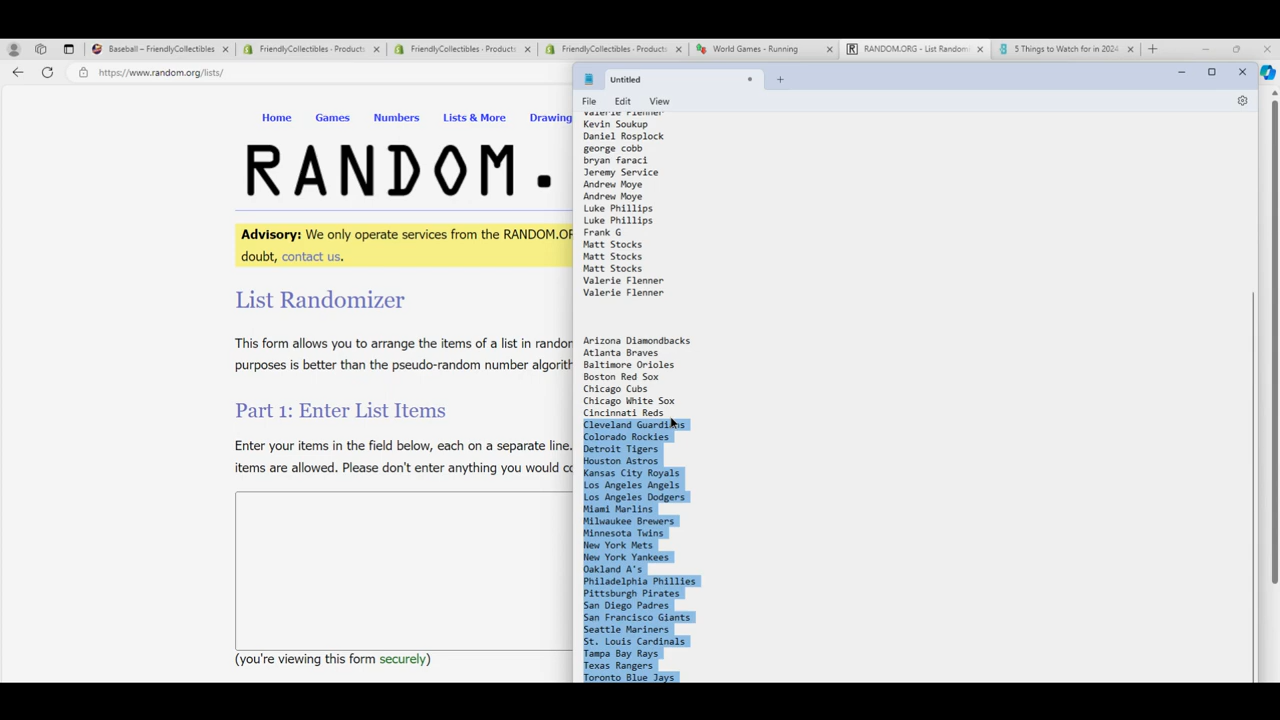 Baseball – FriendlyCollectibles
FriendlyCollectibles · Products
FriendlyCollectibles · Products
FriendlyCollectibles · Products
World Games - Running
RANDOM.ORG - List Random
5 Things to Watch for in 2024
https://www.random.org/lists/
Home Games Numbers Lists & More Drawing
RANDOM.
Advisory: We only operate services from the RANDOM.OR
doubt, contact us.
List Randomizer
This form allows you to arrange the items of a list in random
purposes is better than the pseudo-random number algorith
Part 1: Enter List Items
Enter your items in the field below, each on a separate line.
items are allowed. Please don't enter anything you would co
(you're viewing this form securely)
Untitled
File Edit View
Valerie Flenner
Kevin Soukup
Daniel Rosplock
george cobb
bryan faraci
Jeremy Service
Andrew Moye
Andrew Moye
Luke Phillips
Luke Phillips
Frank G
Matt Stocks
Matt Stocks
Matt Stocks
Valerie Flenner
Valerie Flenner
Arizona Diamondbacks
Atlanta Braves
Baltimore Orioles
Boston Red Sox
Chicago Cubs
Chicago White Sox
Cincinnati Reds
Cleveland Guardians
Colorado Rockies
Detroit Tigers
Houston Astros
Kansas City Royals
Los Angeles Angels
Los Angeles Dodgers
Miami Marlins
Milwaukee Brewers
Minnesota Twins
New York Mets
New York Yankees
Oakland A's
Philadelphia Phillies
Pittsburgh Pirates
San Diego Padres
San Francisco Giants
Seattle Mariners
St. Louis Cardinals
Tampa Bay Rays
Texas Rangers
Toronto Blue Jays